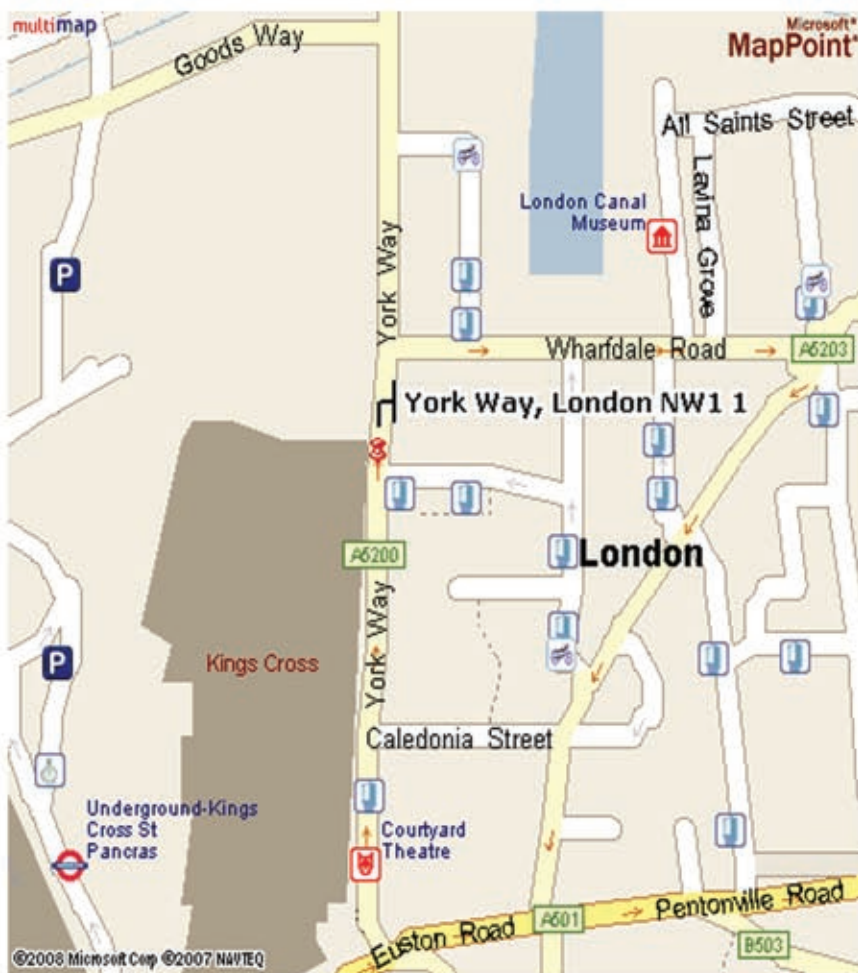 multimap
Microsoft®
MapPoint®
Goods Way
All Saints Street
London Canal
Museum
Lavina Grove
York Way
Wharfdale Road
A5203
York Way, London NW1 1
P
A5200
London
York Way
Kings Cross
P
Caledonia Street
Underground-Kings
Cross St
Pancras
Courtyard
Theatre
Euston Road
A501
Pentonville Road
B503
©2008 Microsoft Corp ©2007 NAVTEQ